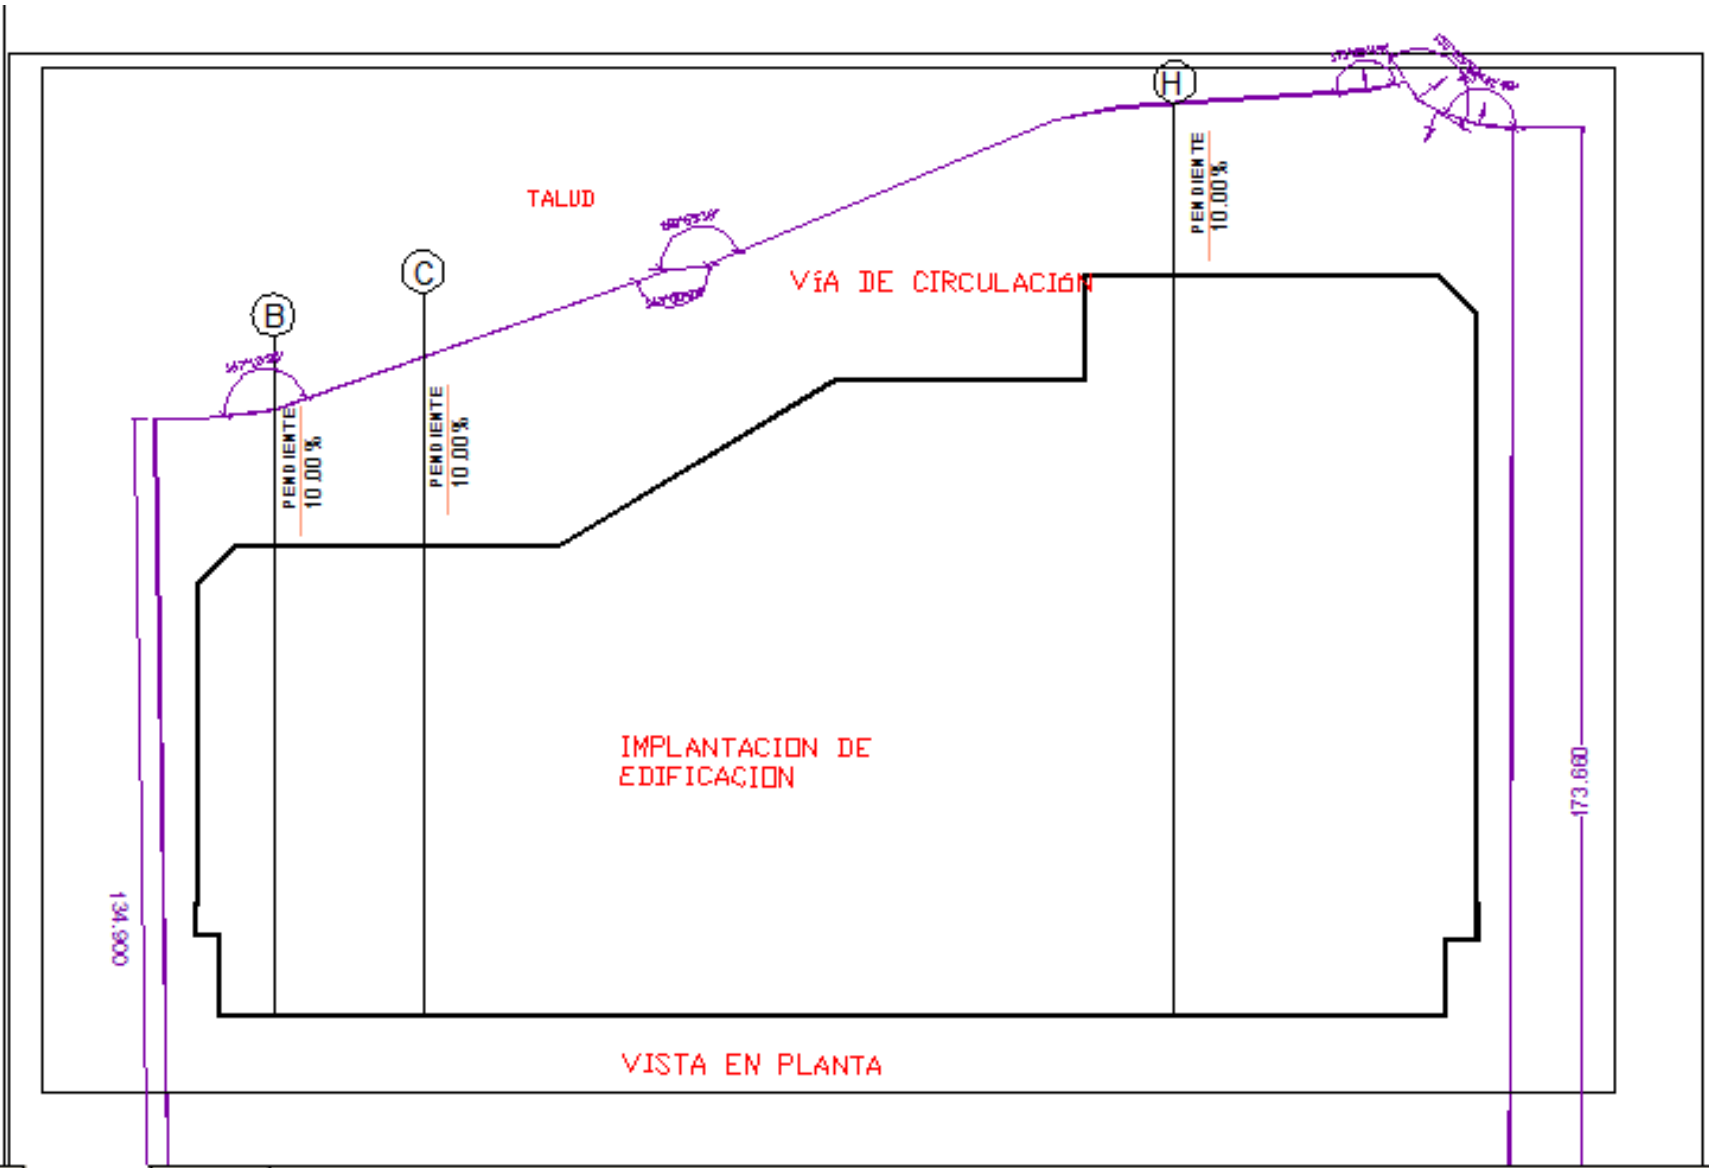 H
PENDIENTE
10.00%
TALUD
C
VíA DE CIRCULACIóN
B
PENDIENTE
10.00%
PENDIENTE
10.00%
IMPLANTACION DE
EDIFICACION
173.660
134.900
VISTA EN PLANTA